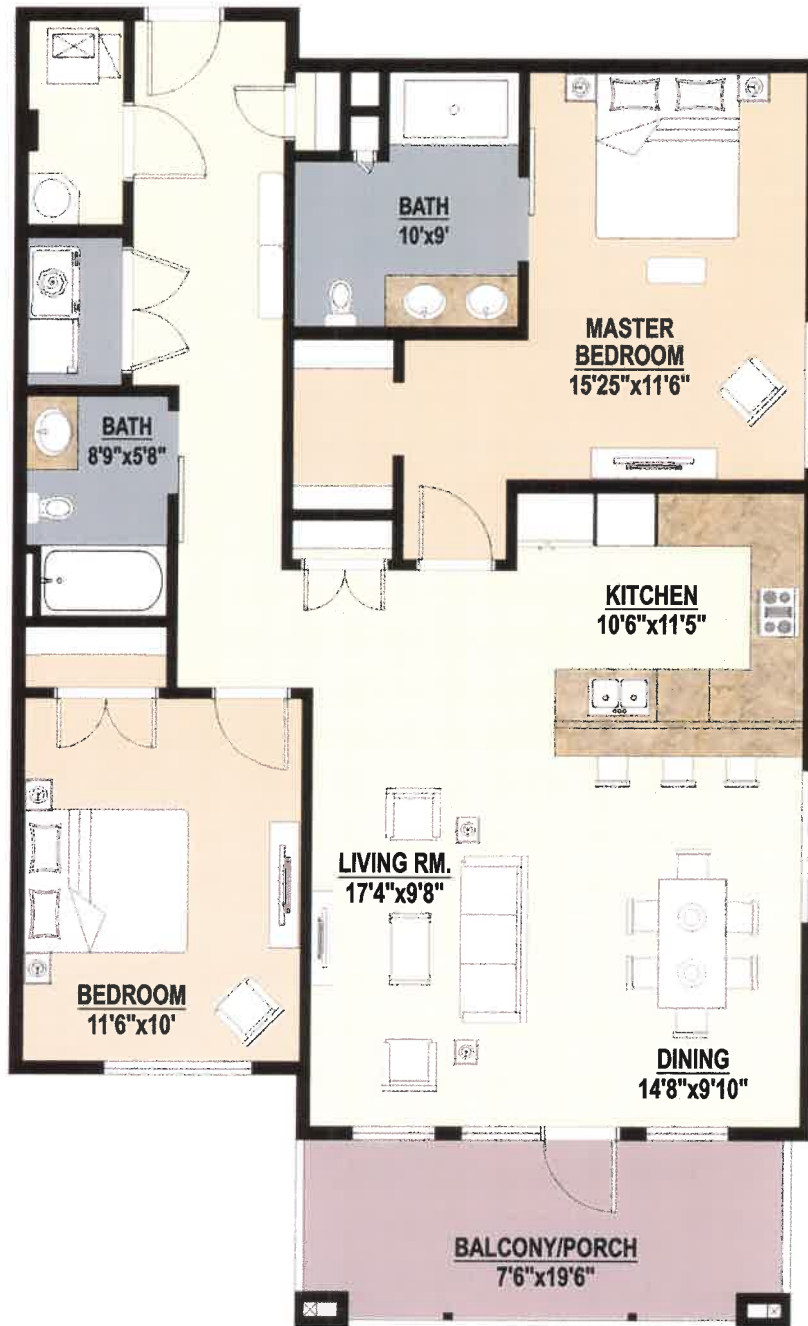 BATH
10'x9'
MASTER
BEDROOM
15'25"x11'6"
BATH
8'9"x5'8"
KITCHEN
10'6"x11'5"
LIVING RM.
17'4"x9'8"
BEDROOM
11'6"x10'
DINING
14'8"x9'10"
BALCONY/PORCH
7'6"x19'6"